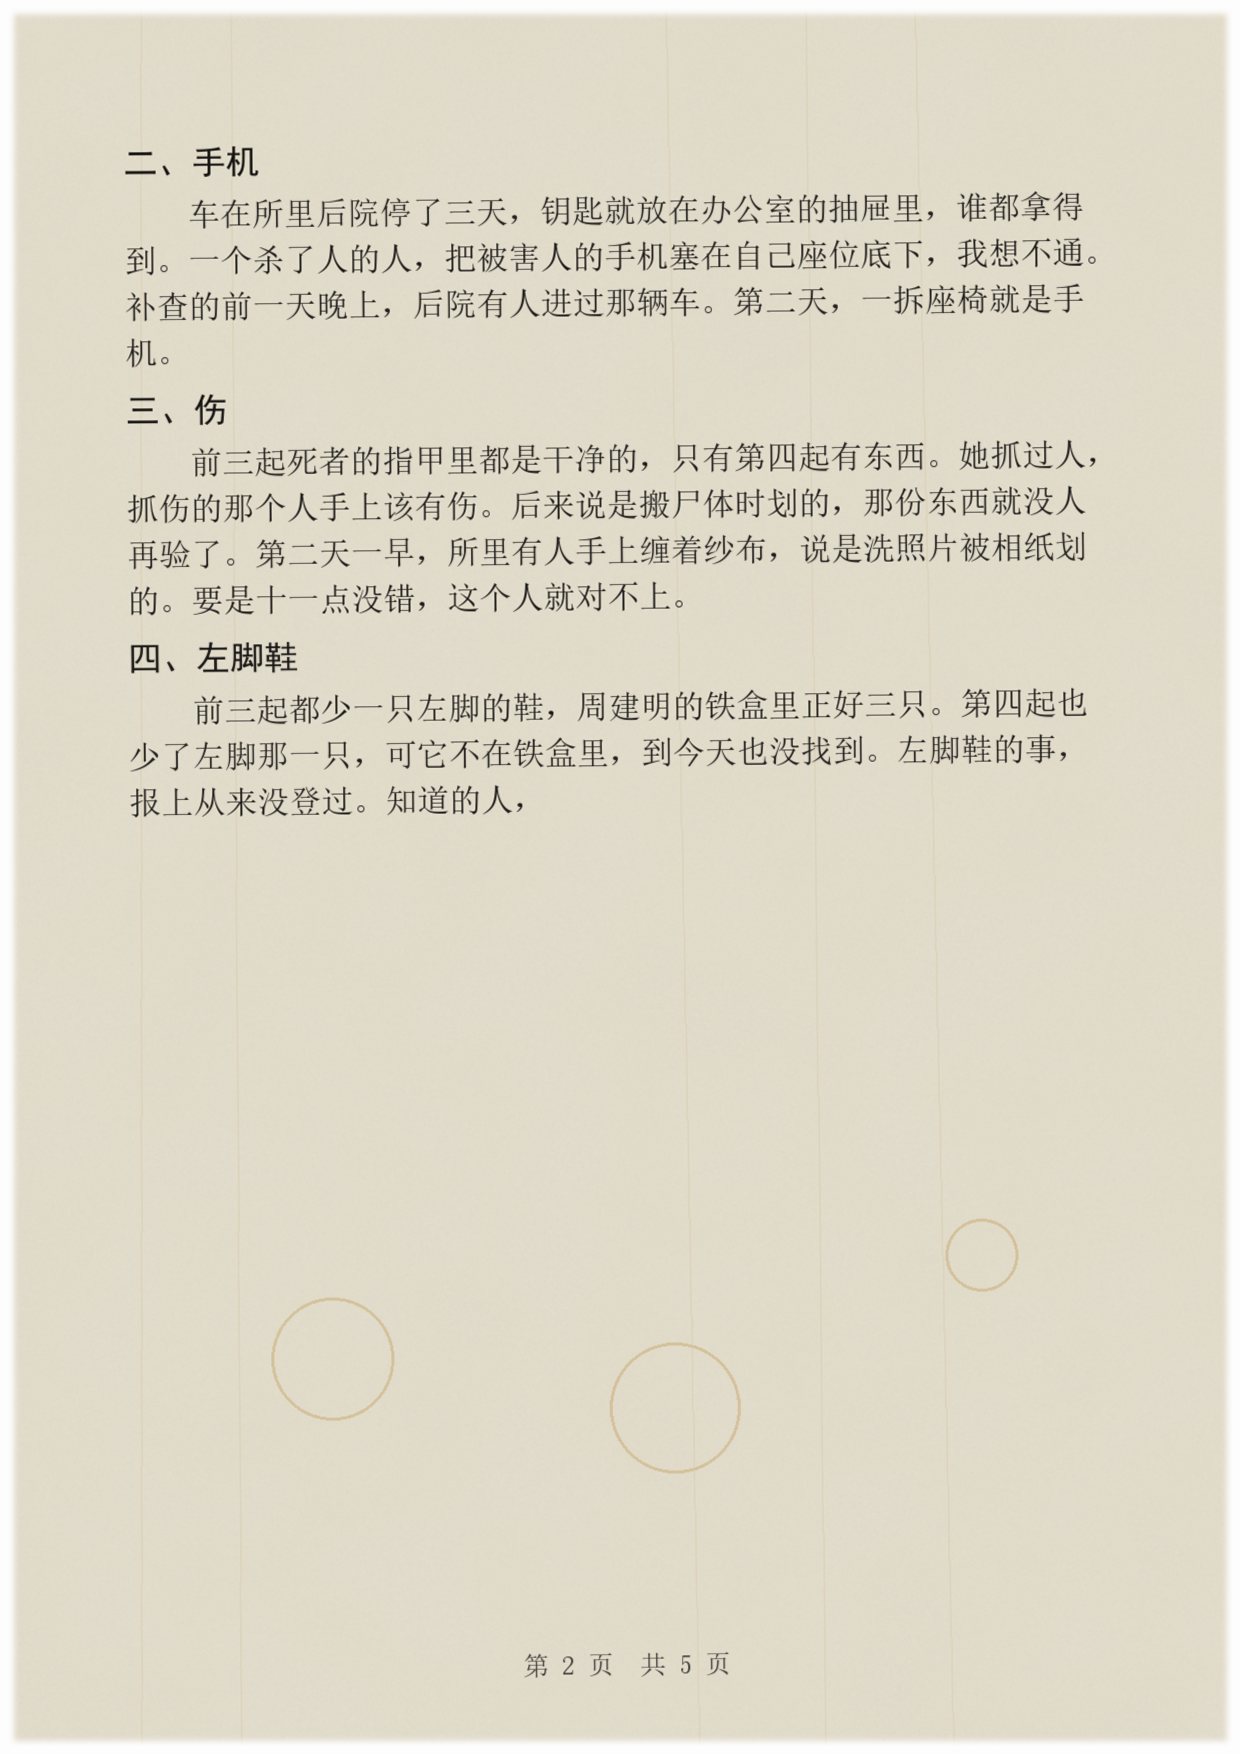 二、手机
车在所里后院停了三天，钥匙就放在办公室的抽屉里，谁都拿得
到。一个杀了人的人，把被害人的手机塞在自己座位底下，我想不通。
补查的前一天晚上，后院有人进过那辆车。第二天，一拆座椅就是手
机。
三、伤
前三起死者的指甲里都是干净的，只有第四起有东西。她抓过人，
抓伤的那个人手上该有伤。后来说是搬尸体时划的，那份东西就没人
再验了。第二天一早，所里有人手上缠着纱布，说是洗照片被相纸划
的。要是十一点没错，这个人就对不上。
四、左脚鞋
前三起都少一只左脚的鞋，周建明的铁盒里正好三只。第四起也
少了左脚那一只，可它不在铁盒里，到今天也没找到。左脚鞋的事，
报上从来没登过。知道的人，
第 2 页 共 5 页